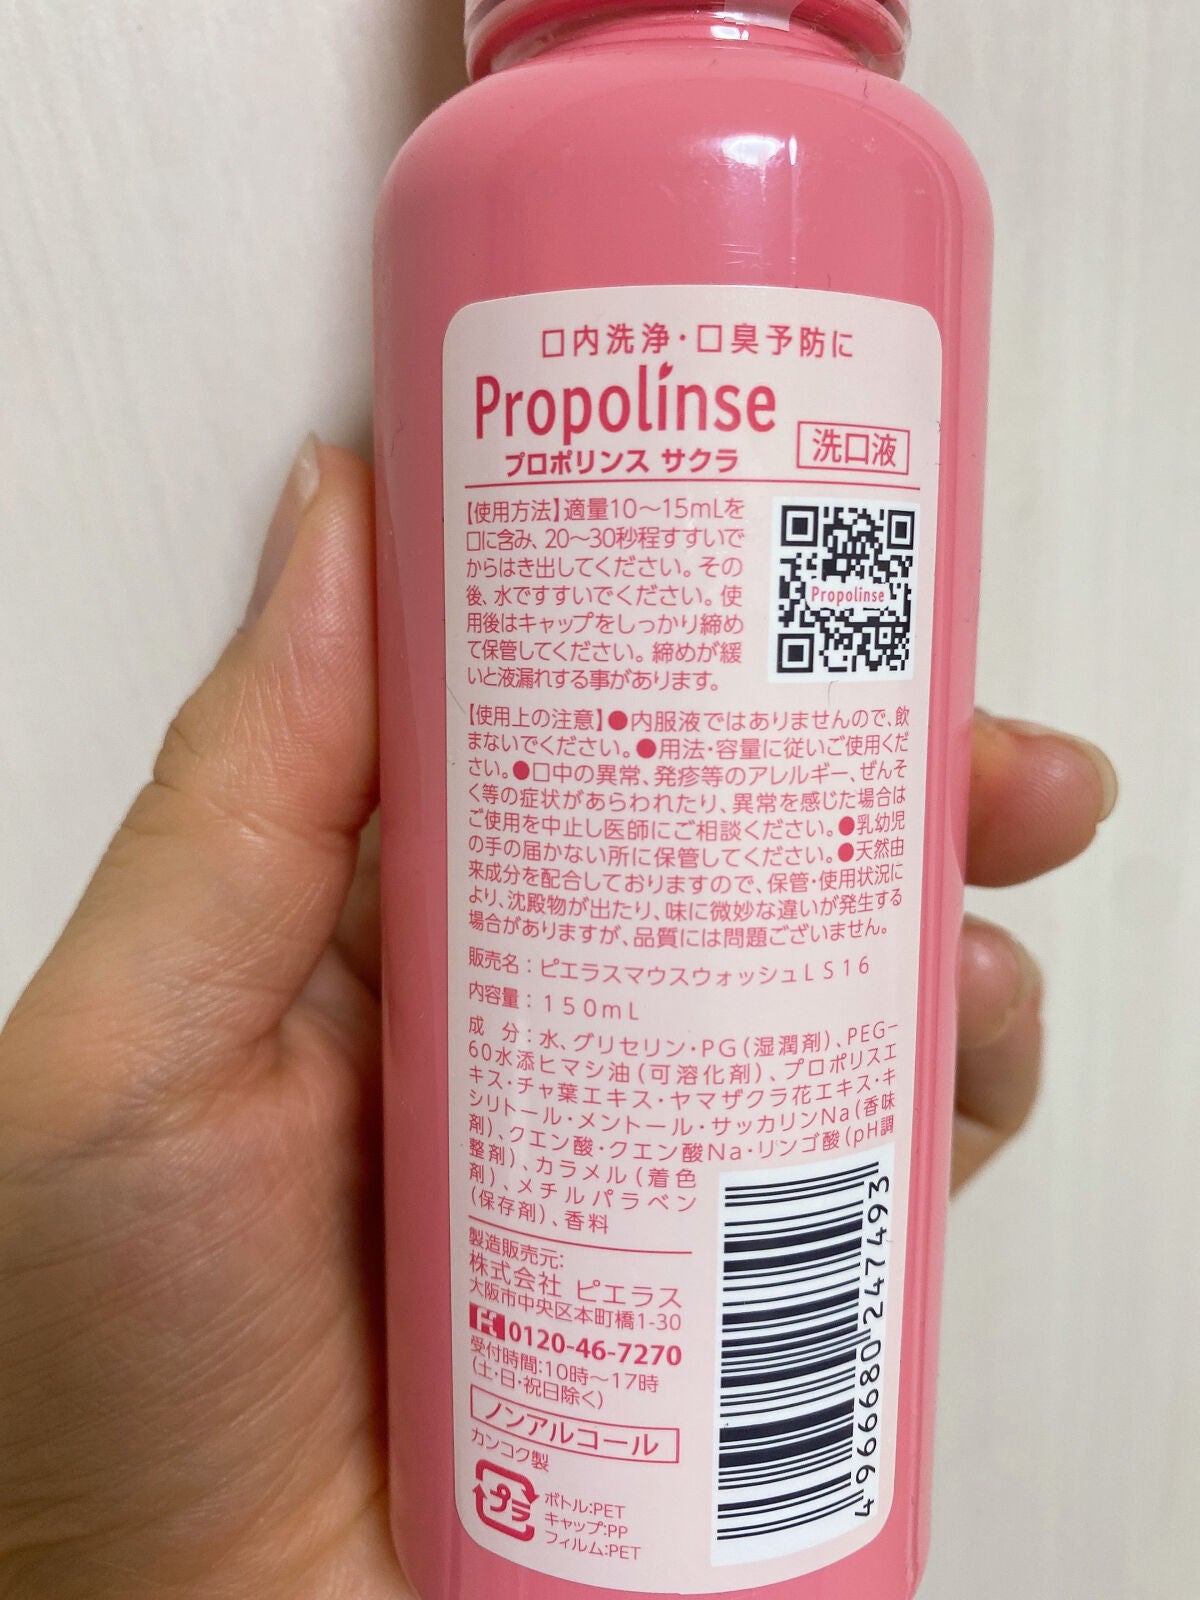 口内洗浄・口臭予防に
Propolinse
プロポリンス サクラ
洗口液
【使用方法】適量10〜15mLを
口に含み、20〜30秒程すすいで
からはき出してください。その
後、水ですすいでください。使
用後はキャップをしっかり締め
て保管してください。締めが緩
いと液漏れする事があります。
Propolinse
【使用上の注意】●内服液ではありませんので、飲
まないでください。●用法・容量に従いご使用くだ
さい。●口中の異常、発疹等のアレルギー、ぜんそ
く等の症状があらわれたり、異常を感じた場合は
ご使用を中止し医師にご相談ください。●乳幼児
の手の届かない所に保管してください。●天然由
来成分を配合しておりますので、保管・使用状況に
より、沈殿物が出たり、味に微妙な違いが発生する
場合がありますが、品質には問題ございません。
販売名：ピエラスマウスウォッシュLS16
内容量：150mL
成 分：水、グリセリン・PG(湿潤剤)、PEG-
60水添ヒマシ油(可溶化剤)、プロポリスエ
キス・チャ葉エキス・ヤマザクラ花エキス・キ
シリトール・メントール・サッカリンNa(香味
剤)、クエン酸・クエン酸Na・リンゴ酸(pH調
整剤)、カラメル(着色
剤)、メチルパラベン
(保存剤)、香料
製造販売元:
株式会社 ピエラス
大阪市中央区本町橋1-30
0120-46-7270
受付時間:10時〜17時
(土・日・祝日除く)
ノンアルコール
カンコク製
プラ
ボトル:PET
キャップ:PP
フィルム:PET
4966680247493